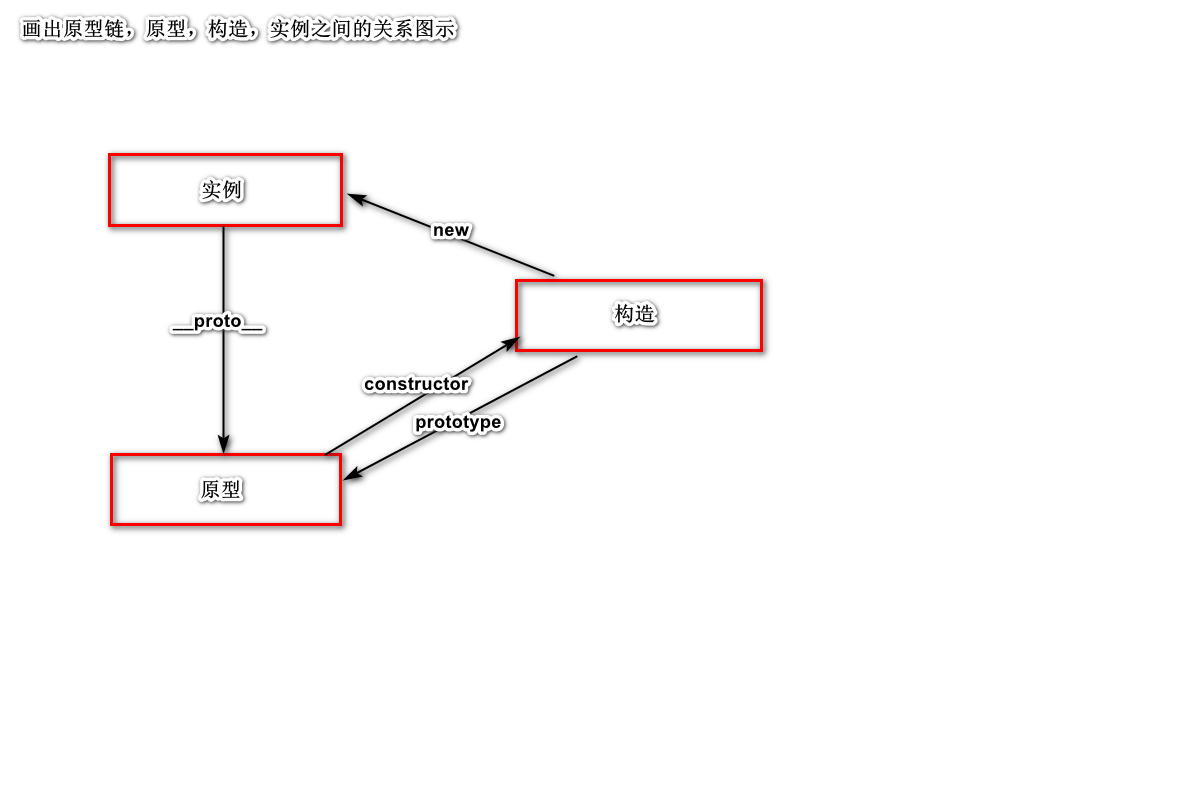 画出原型链，原型，构造，实例之间的关系图示
实例
new
构造
__proto__
constructor
prototype
原型